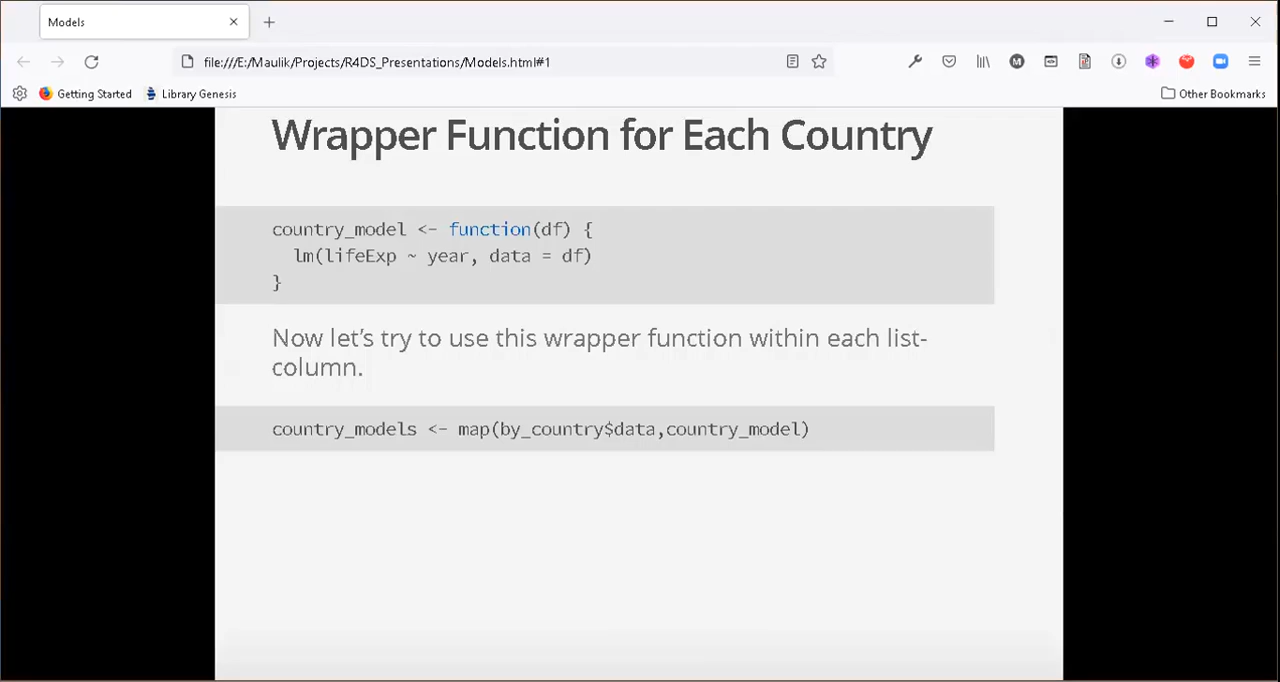 Models
file:///E:/Maulik/Projects/R4DS_Presentations/Models.html#1
Getting Started
Library Genesis
Other Bookmarks
Wrapper Function for Each Country
country_model <- function(df) {
  lm(lifeExp ~ year, data = df)
}
Now let's try to use this wrapper function within each list-
column.
country_models <- map(by_country$data,country_model)